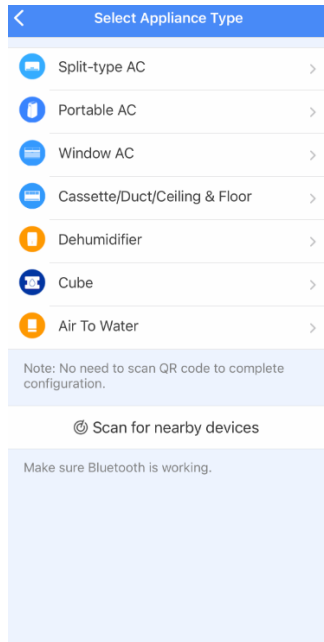 Select Appliance Type
Split-type AC
Portable AC
Window AC
Cassette/Duct/Ceiling & Floor
Dehumidifier
Cube
Air To Water
Note: No need to scan QR code to complete
configuration.
Scan for nearby devices
Make sure Bluetooth is working.